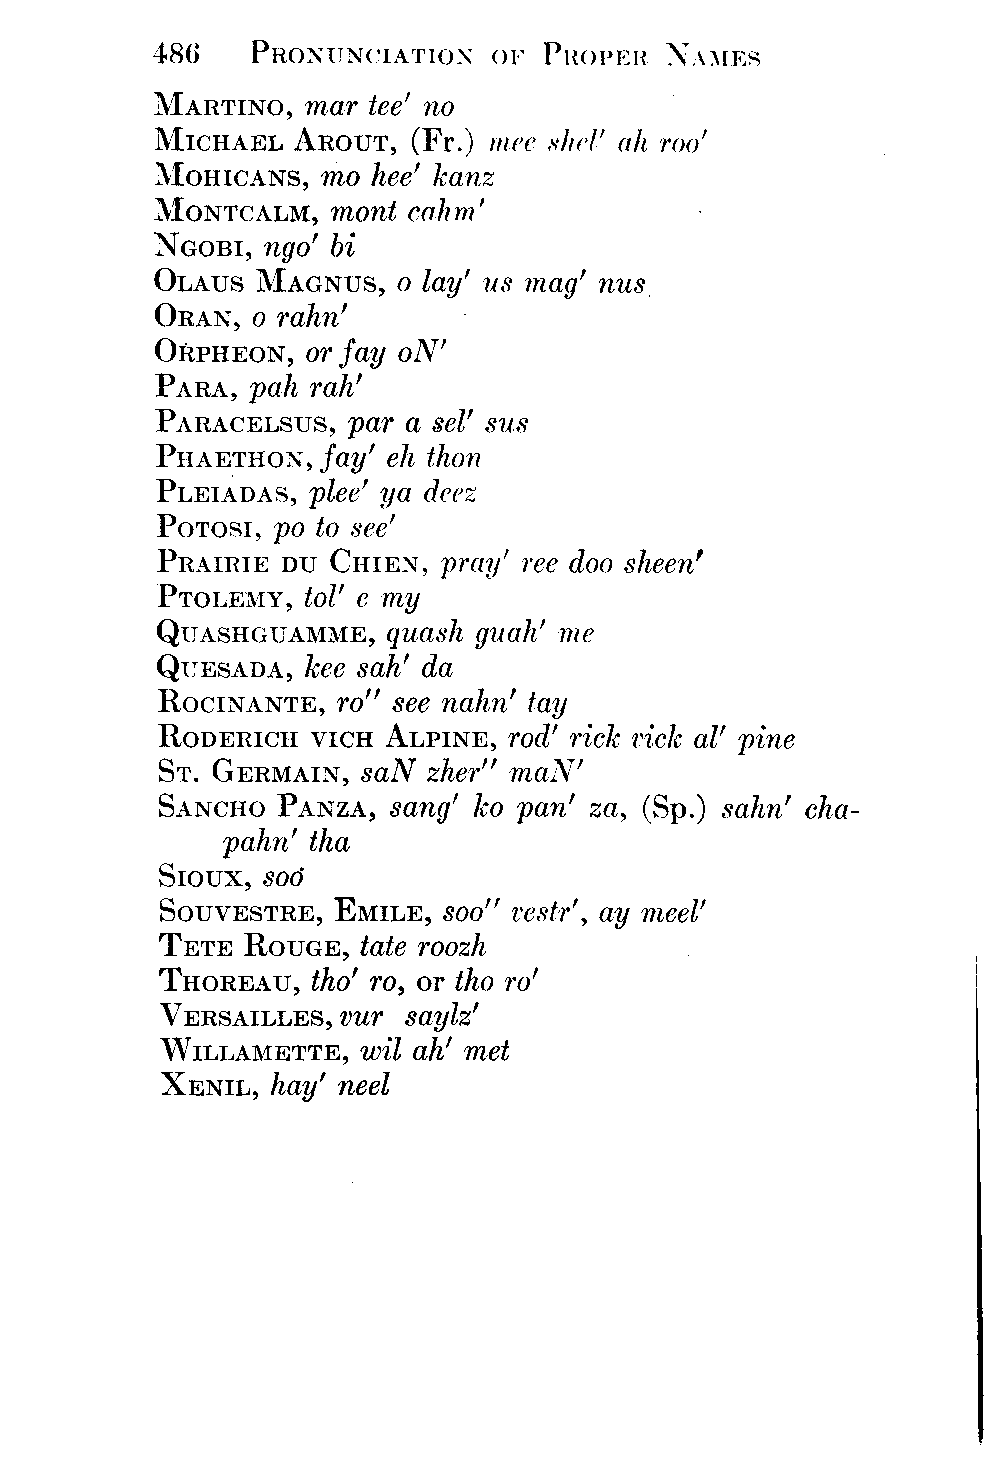 486 PRONUNCIATION OF PROPER NAMES
MARTINO, mar tee' no
MICHAEL AROUT, (Fr.) mee shel' ah roo'
MOHICANS, mo hee' kanz
MONTCALM, mont cahm'
NGOBI, ngo' bi
OLAUS MAGNUS, o lay' us mag' nus
ORAN, o rahn'
ORPHEON, or fay oN'
PARA, pah rah'
PARACELSUS, par a sel' sus
PHAETHON, fay' eh thon
PLEIADAS, plee' ya deez
POTOSI, po to see'
PRAIRIE DU CHIEN, pray' ree doo sheen'
PTOLEMY, tol' e my
QUASHGUAMME, quash guah' me
QUESADA, kee sah' da
ROCINANTE, ro" see nahn' tay
RODERICH VICH ALPINE, rod' rick vick al' pine
ST. GERMAIN, saN zher" maN'
SANCHO PANZA, sang' ko pan' za, (Sp.) sahn' cha-
pahn' tha
SIOUX, soo
SOUVESTRE, EMILE, soo" vestr', ay meel'
TETE ROUGE, tate roozh
THOREAU, tho' ro, or tho ro'
VERSAILLES, vur saylz'
WILLAMETTE, wil ah' met
XENIL, hay' neel